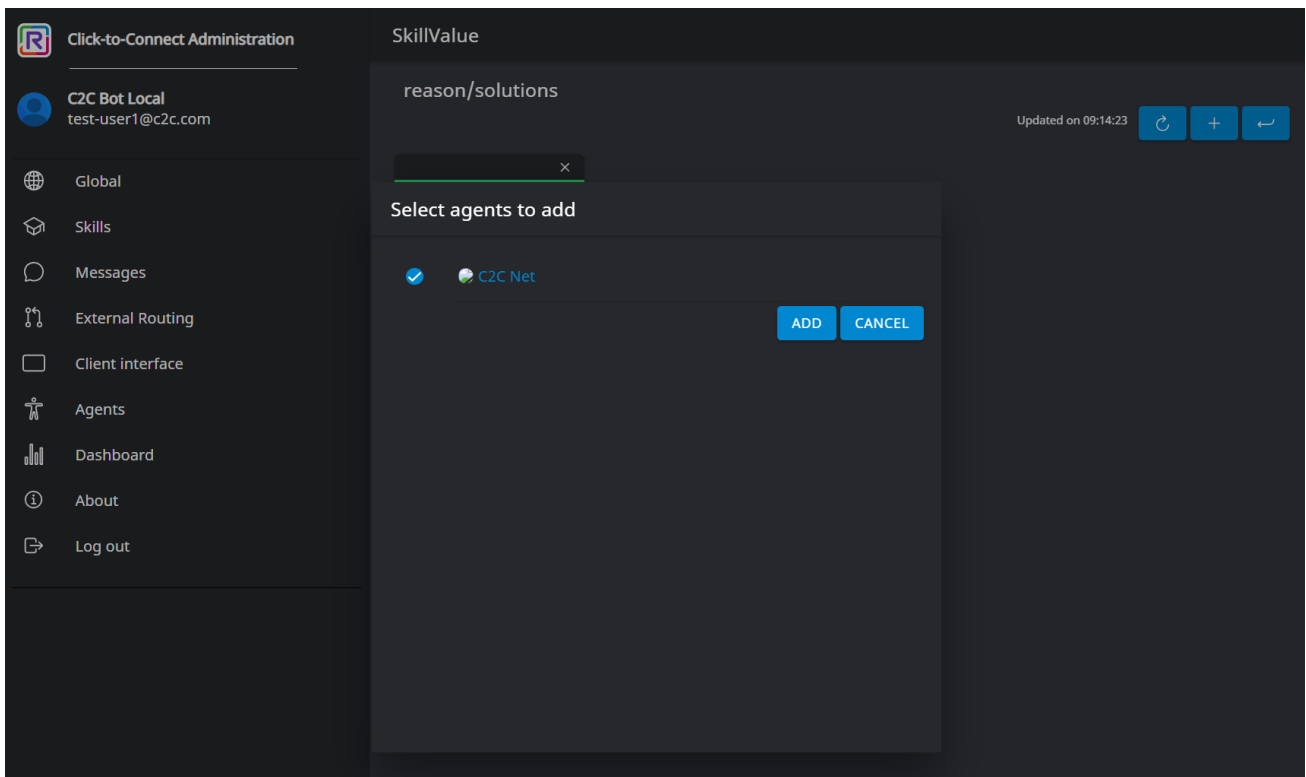 Click-to-Connect Administration
C2C Bot Local
test-user1@c2c.com
Global
Skills
Messages
External Routing
Client interface
Agents
Dashboard
About
Log out
SkillValue
reason/solutions
Updated on 09:14:23
Select agents to add
C2C Net
ADD CANCEL